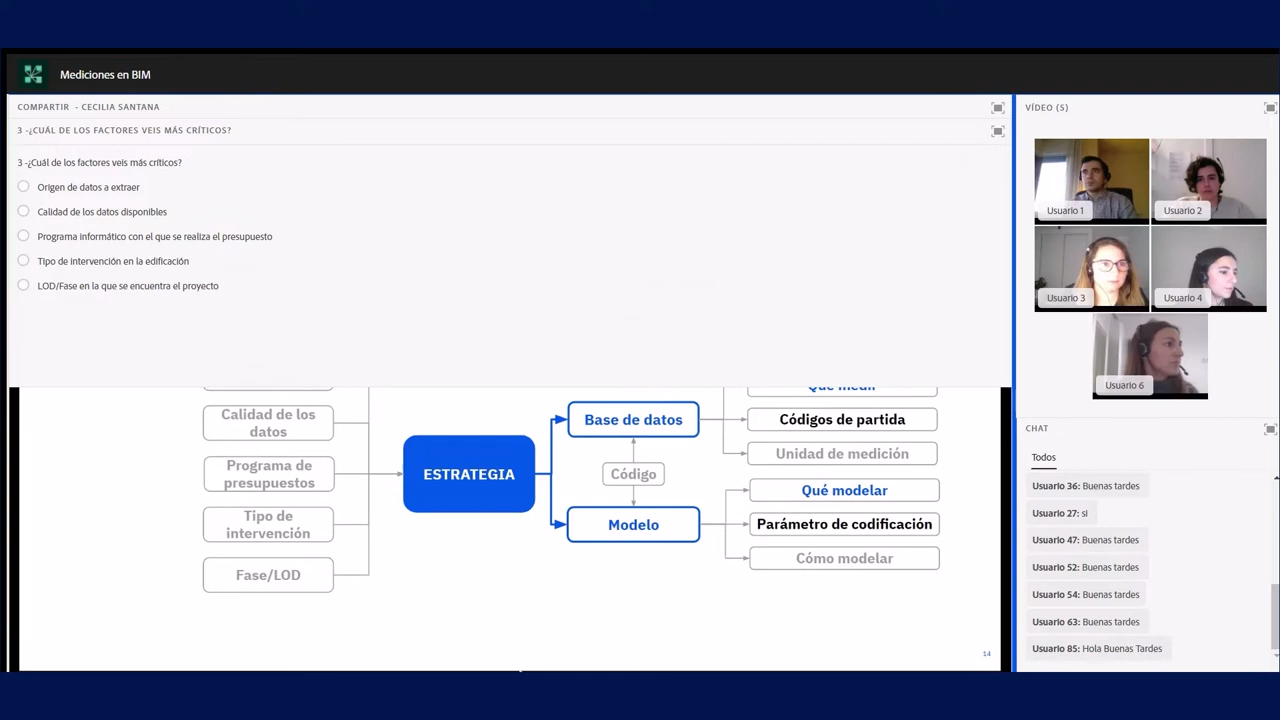 Mediciones en BIM
COMPARTIR - CECILIA SANTANA
3 -¿CUÁL DE LOS FACTORES VEIS MÁS CRÍTICOS?
3 -¿Cuál de los factores veis más críticos?
Origen de datos a extraer
Calidad de los datos disponibles
Programa informático con el que se realiza el presupuesto
Tipo de intervención en la edificación
LOD/Fase en la que se encuentra el proyecto
Calidad de los
datos
Programa de
presupuestos
Tipo de
intervención
Fase/LOD
ESTRATEGIA
Base de datos
Código
Modelo
Qué medir
Códigos de partida
Unidad de medición
Qué modelar
Parámetro de codificación
Cómo modelar
14
VÍDEO (5)
Usuario 1
Usuario 2
Usuario 3
Usuario 4
Usuario 6
CHAT
Todos
Usuario 36: Buenas tardes
Usuario 27: si
Usuario 47: Buenas tardes
Usuario 52: Buenas tardes
Usuario 54: Buenas tardes
Usuario 63: Buenas tardes
Usuario 85: Hola Buenas Tardes